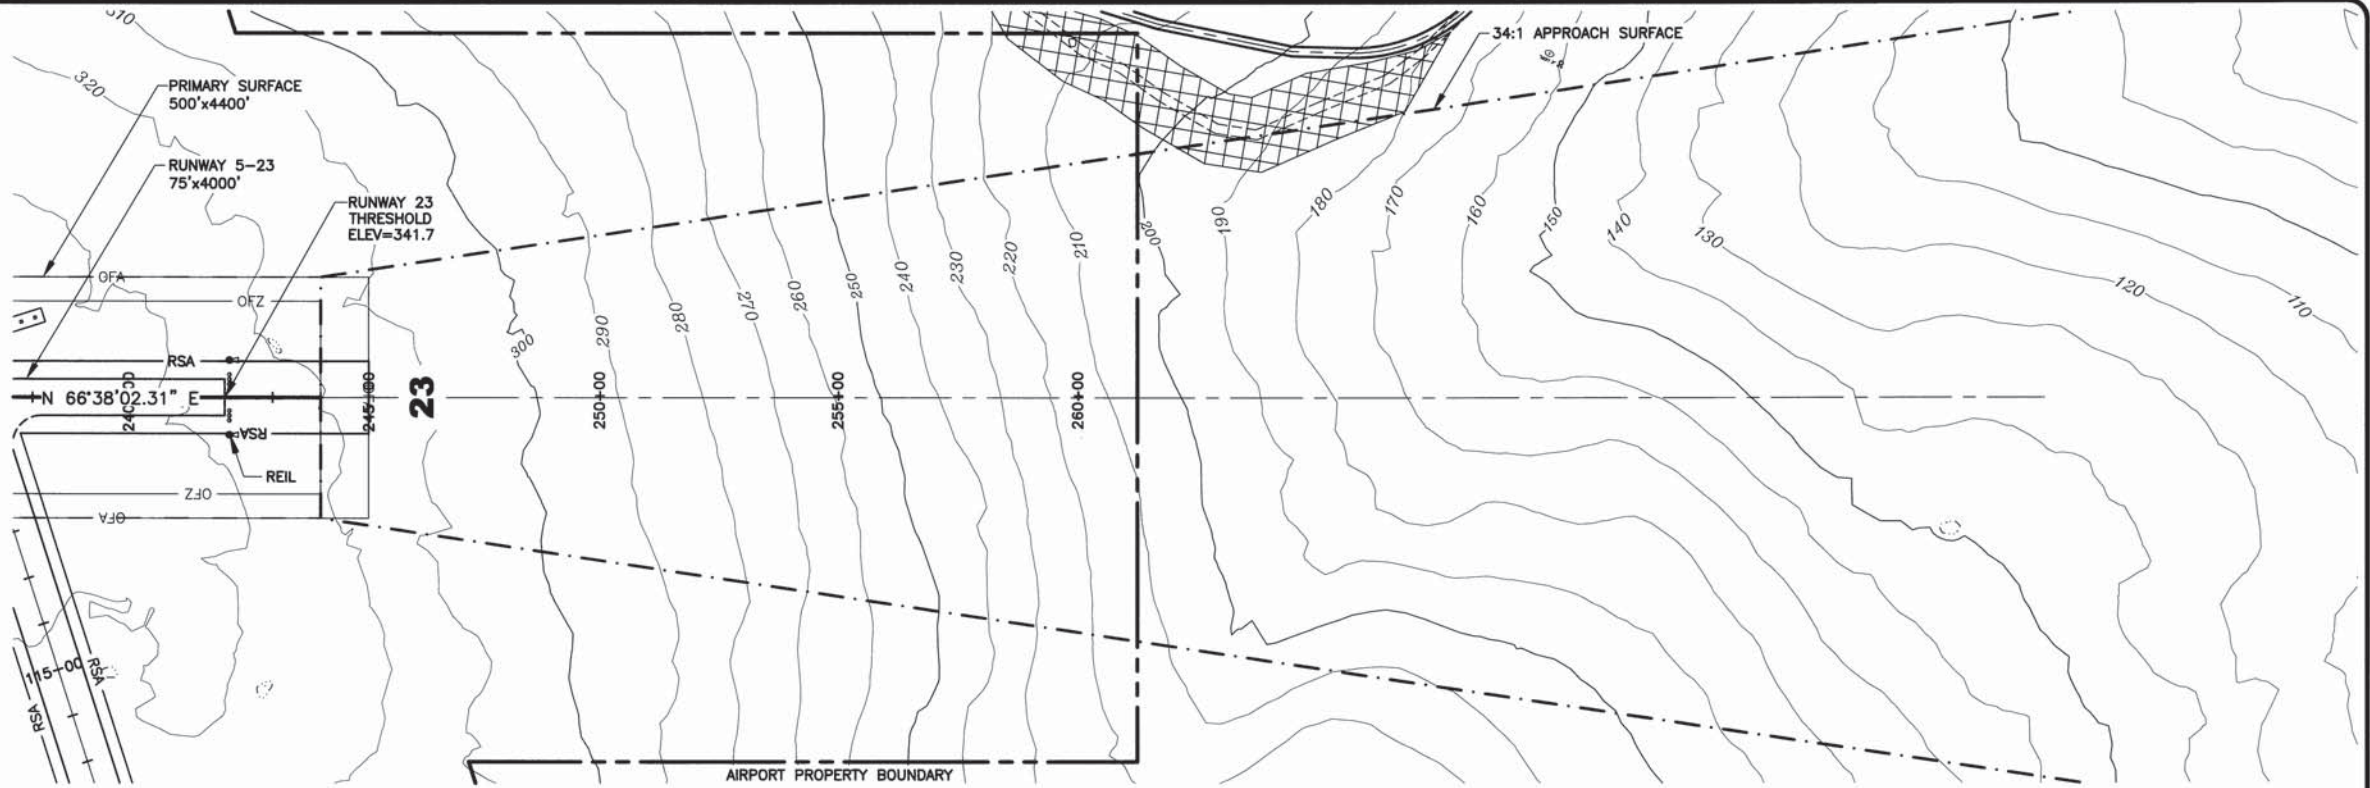 310
320
PRIMARY SURFACE
500'x4400'
RUNWAY 5-23
75'x4000'
RUNWAY 23
THRESHOLD
ELEV=341.7
34:1 APPROACH SURFACE
OFA
OFZ
RSA
N 66°38'02.31" E
RSA
REIL
OFZ
OFA
115+00
RSA
RSA
245+00
23
250+00
255+00
260+00
300
290
280
270
260
250
240
230
220
210
200
190
180
170
160
150
140
130
120
110
AIRPORT PROPERTY BOUNDARY